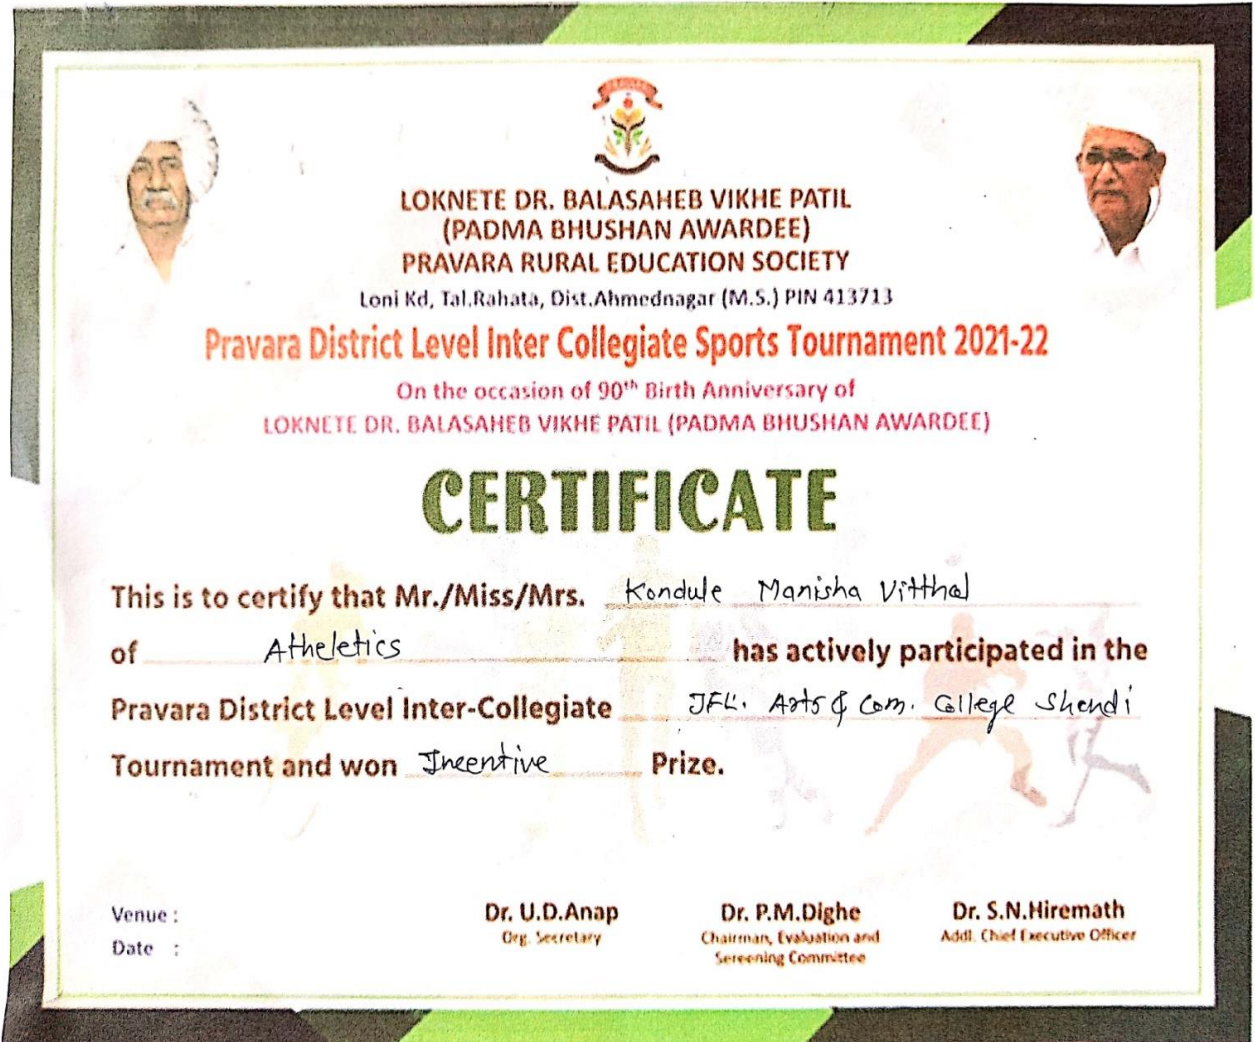 PRAVARA
LOKNETE DR. BALASAHEB VIKHE PATIL
(PADMA BHUSHAN AWARDEE)
PRAVARA RURAL EDUCATION SOCIETY
Loni Kd, Tal.Rahata, Dist.Ahmednagar (M.S.) PIN 413713
Pravara District Level Inter Collegiate Sports Tournament 2021-22
On the occasion of 90th Birth Anniversary of
LOKNETE DR. BALASAHEB VIKHE PATIL (PADMA BHUSHAN AWARDEE)
CERTIFICATE
This is to certify that Mr./Miss/Mrs. Kondule Manisha Vitthal
of Atheletics has actively participated in the
Pravara District Level Inter-Collegiate JFL. Arts & Com. College Shendi
Tournament and won Incentive Prize.
Venue :
Date :
Dr. U.D.Anap
Org. Secretary
Dr. P.M.Dighe
Chairman, Evaluation and
Screening Committee
Dr. S.N.Hiremath
Addl. Chief Executive Officer